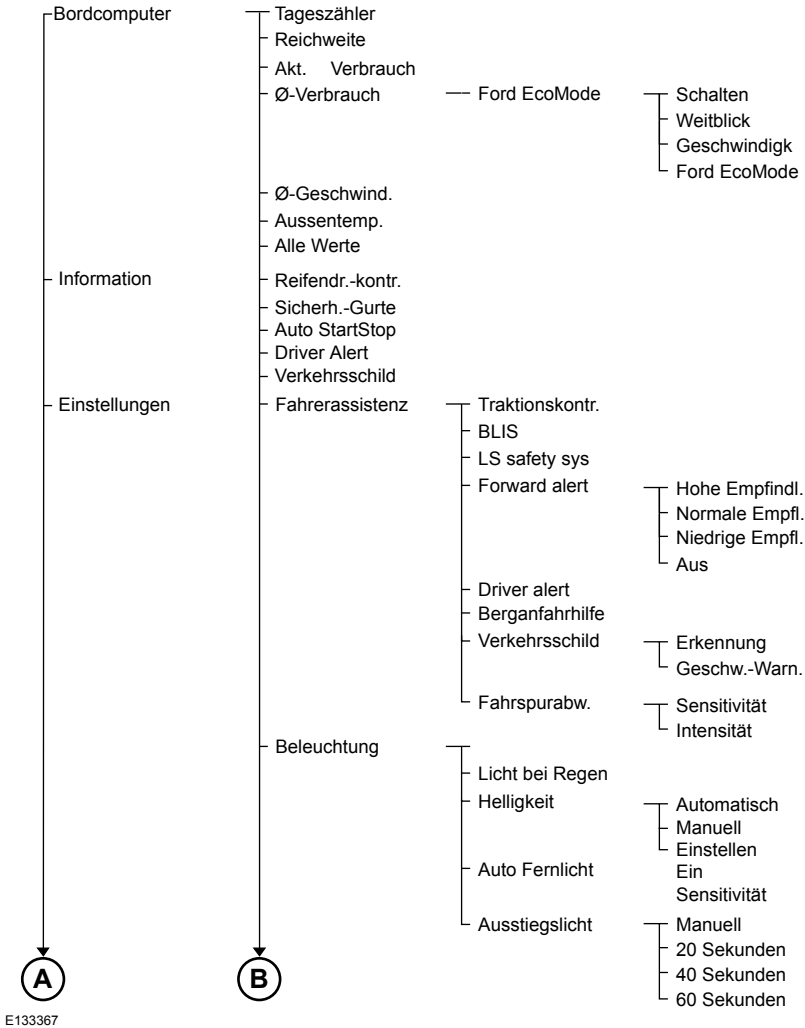 Bordcomputer
Tageszähler
Reichweite
Akt. Verbrauch
Ø-Verbrauch
Ford EcoMode
Schalten
Weitblick
Geschwindigk
Ford EcoMode
Ø-Geschwind.
Aussentemp.
Alle Werte
Information
Reifendr.-kontr.
Sicherh.-Gurte
Auto StartStop
Driver Alert
Verkehrsschild
Einstellungen
Fahrerassistenz
Traktionskontr.
BLIS
LS safety sys
Forward alert
Hohe Empfindl.
Normale Empfl.
Niedrige Empfl.
Aus
Driver alert
Berganfahrhilfe
Verkehrsschild
Erkennung
Geschw.-Warn.
Fahrspurabw.
Sensitivität
Intensität
Beleuchtung
Licht bei Regen
Helligkeit
Automatisch
Manuell
Einstellen
Auto Fernlicht
Ein
Sensitivität
Ausstiegslicht
Manuell
20 Sekunden
40 Sekunden
60 Sekunden
A
B
E133367